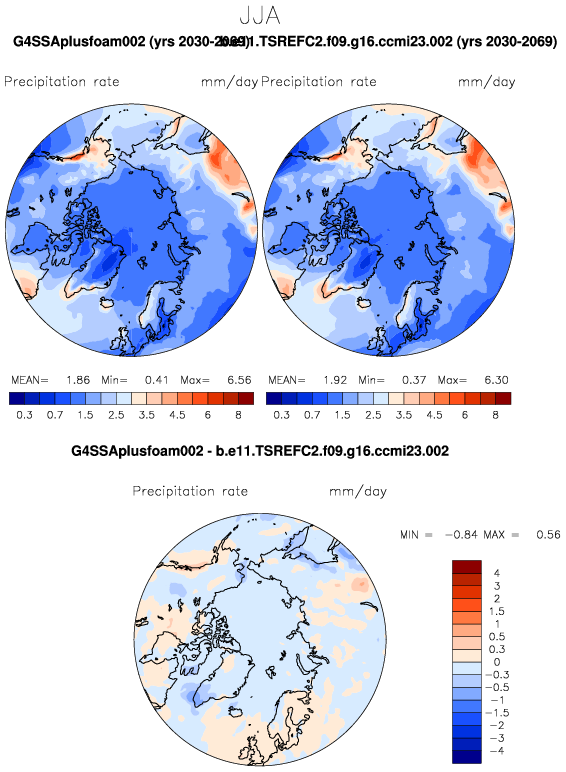 JJA
G4SSAplusfoam002 (yrs 2030-2069) b.e11.TSREFC2.f09.g16.ccmi23.002 (yrs 2030-2069)
Precipitation rate mm/day Precipitation rate mm/day
MEAN= 1.86 Min= 0.41 Max= 6.56 MEAN= 1.92 Min= 0.37 Max= 6.30
0.3 0.7 1.5 2.5 3.5 4.5 6 8 0.3 0.7 1.5 2.5 3.5 4.5 6 8
G4SSAplusfoam002 - b.e11.TSREFC2.f09.g16.ccmi23.002
Precipitation rate mm/day
MIN = -0.84 MAX = 0.56
4
3
2
1.5
1
0.5
0.3
0
-0.3
-0.5
-1
-1.5
-2
-3
-4